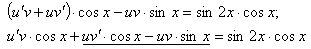 (u'v + uv')·cos x − uv·sin x = sin 2x·cos x;
u'v·cos x + uv'·cos x − uv·sin x = sin 2x·cos x